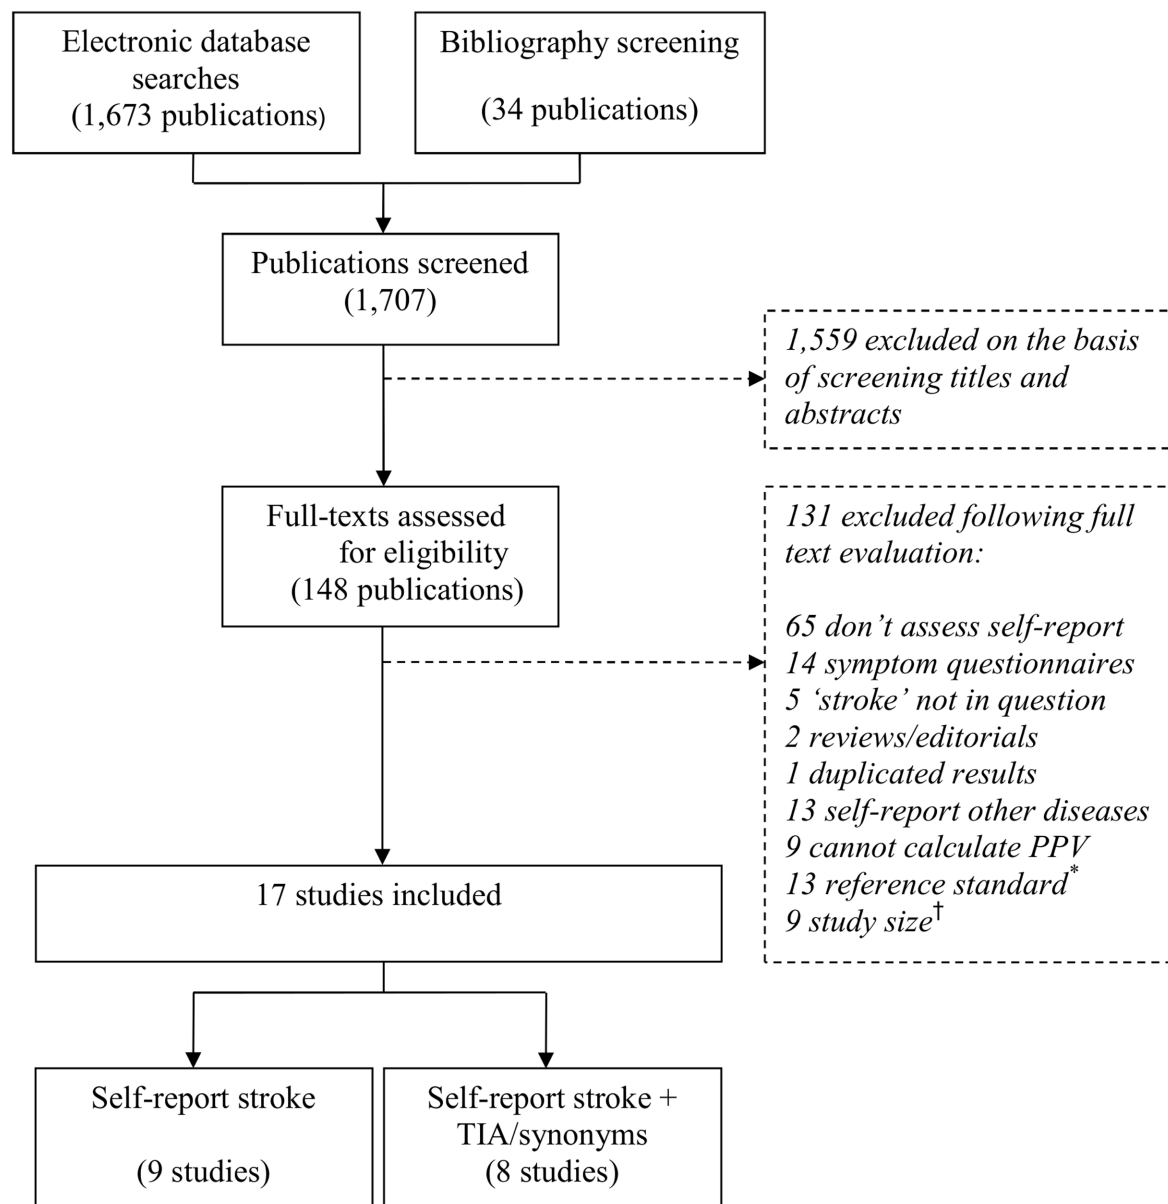 Electronic database
searches
(1,673 publications)
Bibliography screening
(34 publications)
Publications screened
(1,707)
1,559 excluded on the basis
of screening titles and
abstracts
Full-texts assessed
for eligibility
(148 publications)
131 excluded following full
text evaluation:
65 don’t assess self-report
14 symptom questionnaires
5 ‘stroke’ not in question
2 reviews/editorials
1 duplicated results
13 self-report other diseases
9 cannot calculate PPV
13 reference standard*
9 study size†
17 studies included
Self-report stroke
(9 studies)
Self-report stroke +
TIA/synonyms
(8 studies)